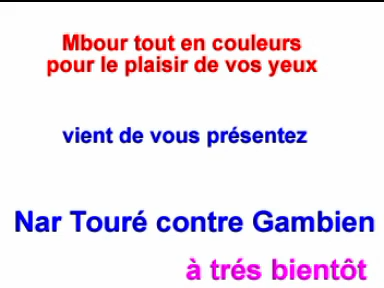 Mbour tout en couleurs
pour le plaisir de vos yeux
vient de vous présentez
Nar Touré contre Gambien
à trés bientôt